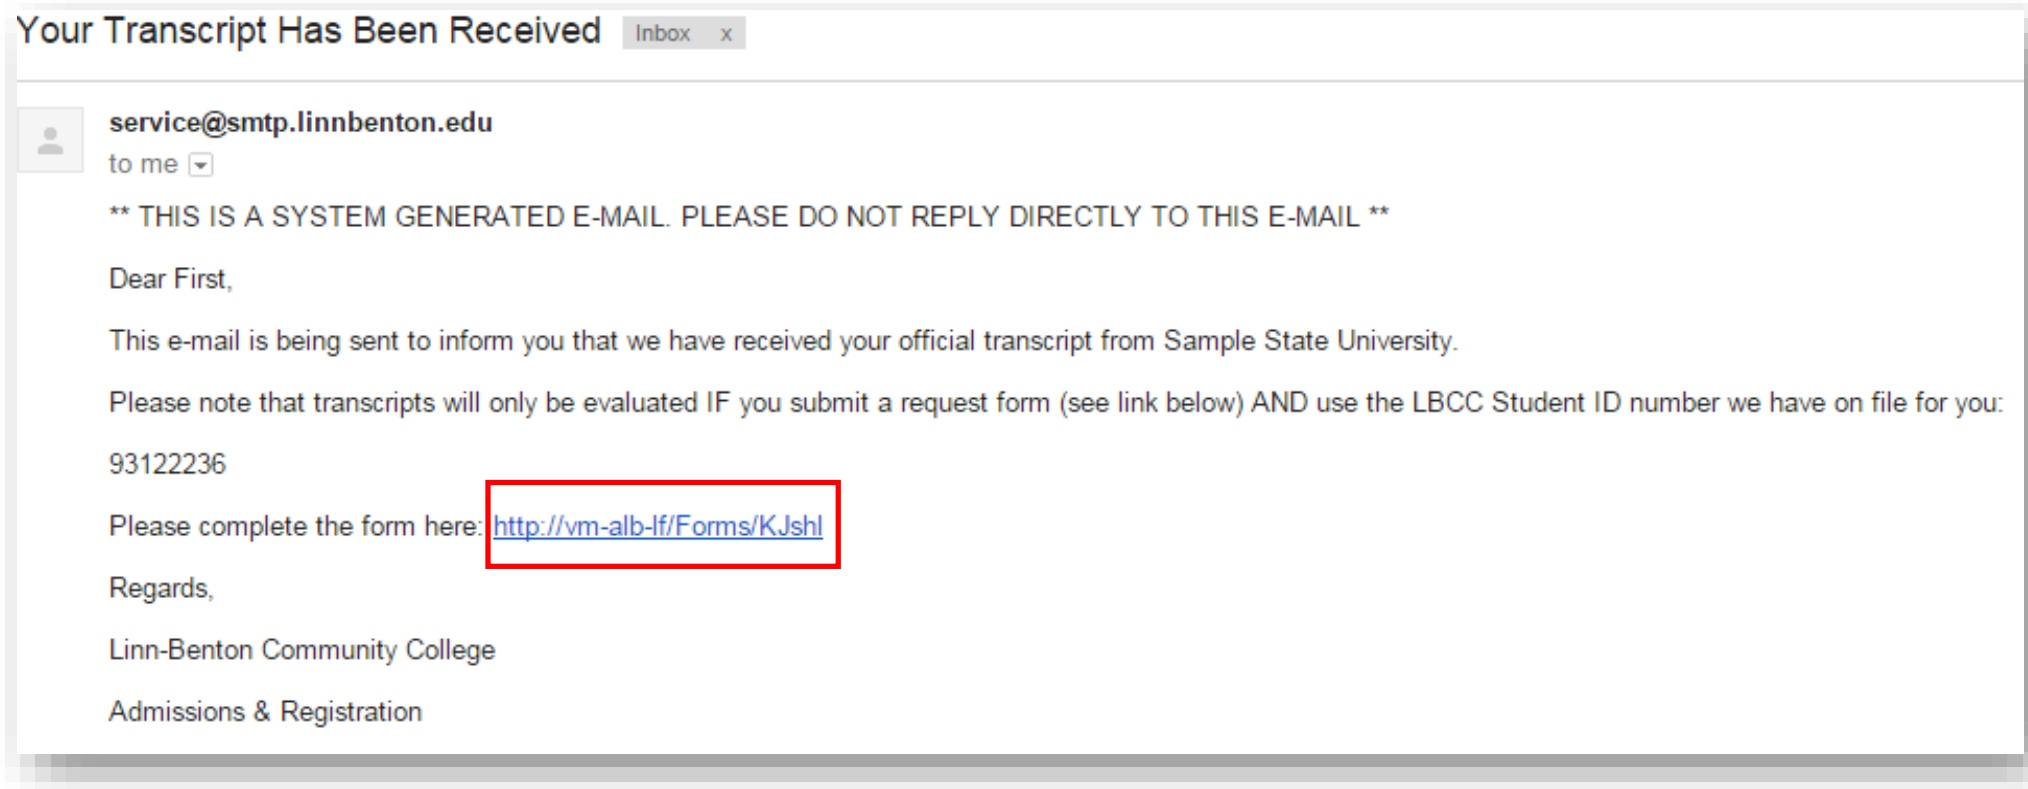 Your Transcript Has Been Received Inbox x
service@smtp.linnbenton.edu
to me
** THIS IS A SYSTEM GENERATED E-MAIL. PLEASE DO NOT REPLY DIRECTLY TO THIS E-MAIL **
Dear First,
This e-mail is being sent to inform you that we have received your official transcript from Sample State University.
Please note that transcripts will only be evaluated IF you submit a request form (see link below) AND use the LBCC Student ID number we have on file for you:
93122236
Please complete the form here: http://vm-alb-lf/Forms/KJshl
Regards,
Linn-Benton Community College
Admissions & Registration